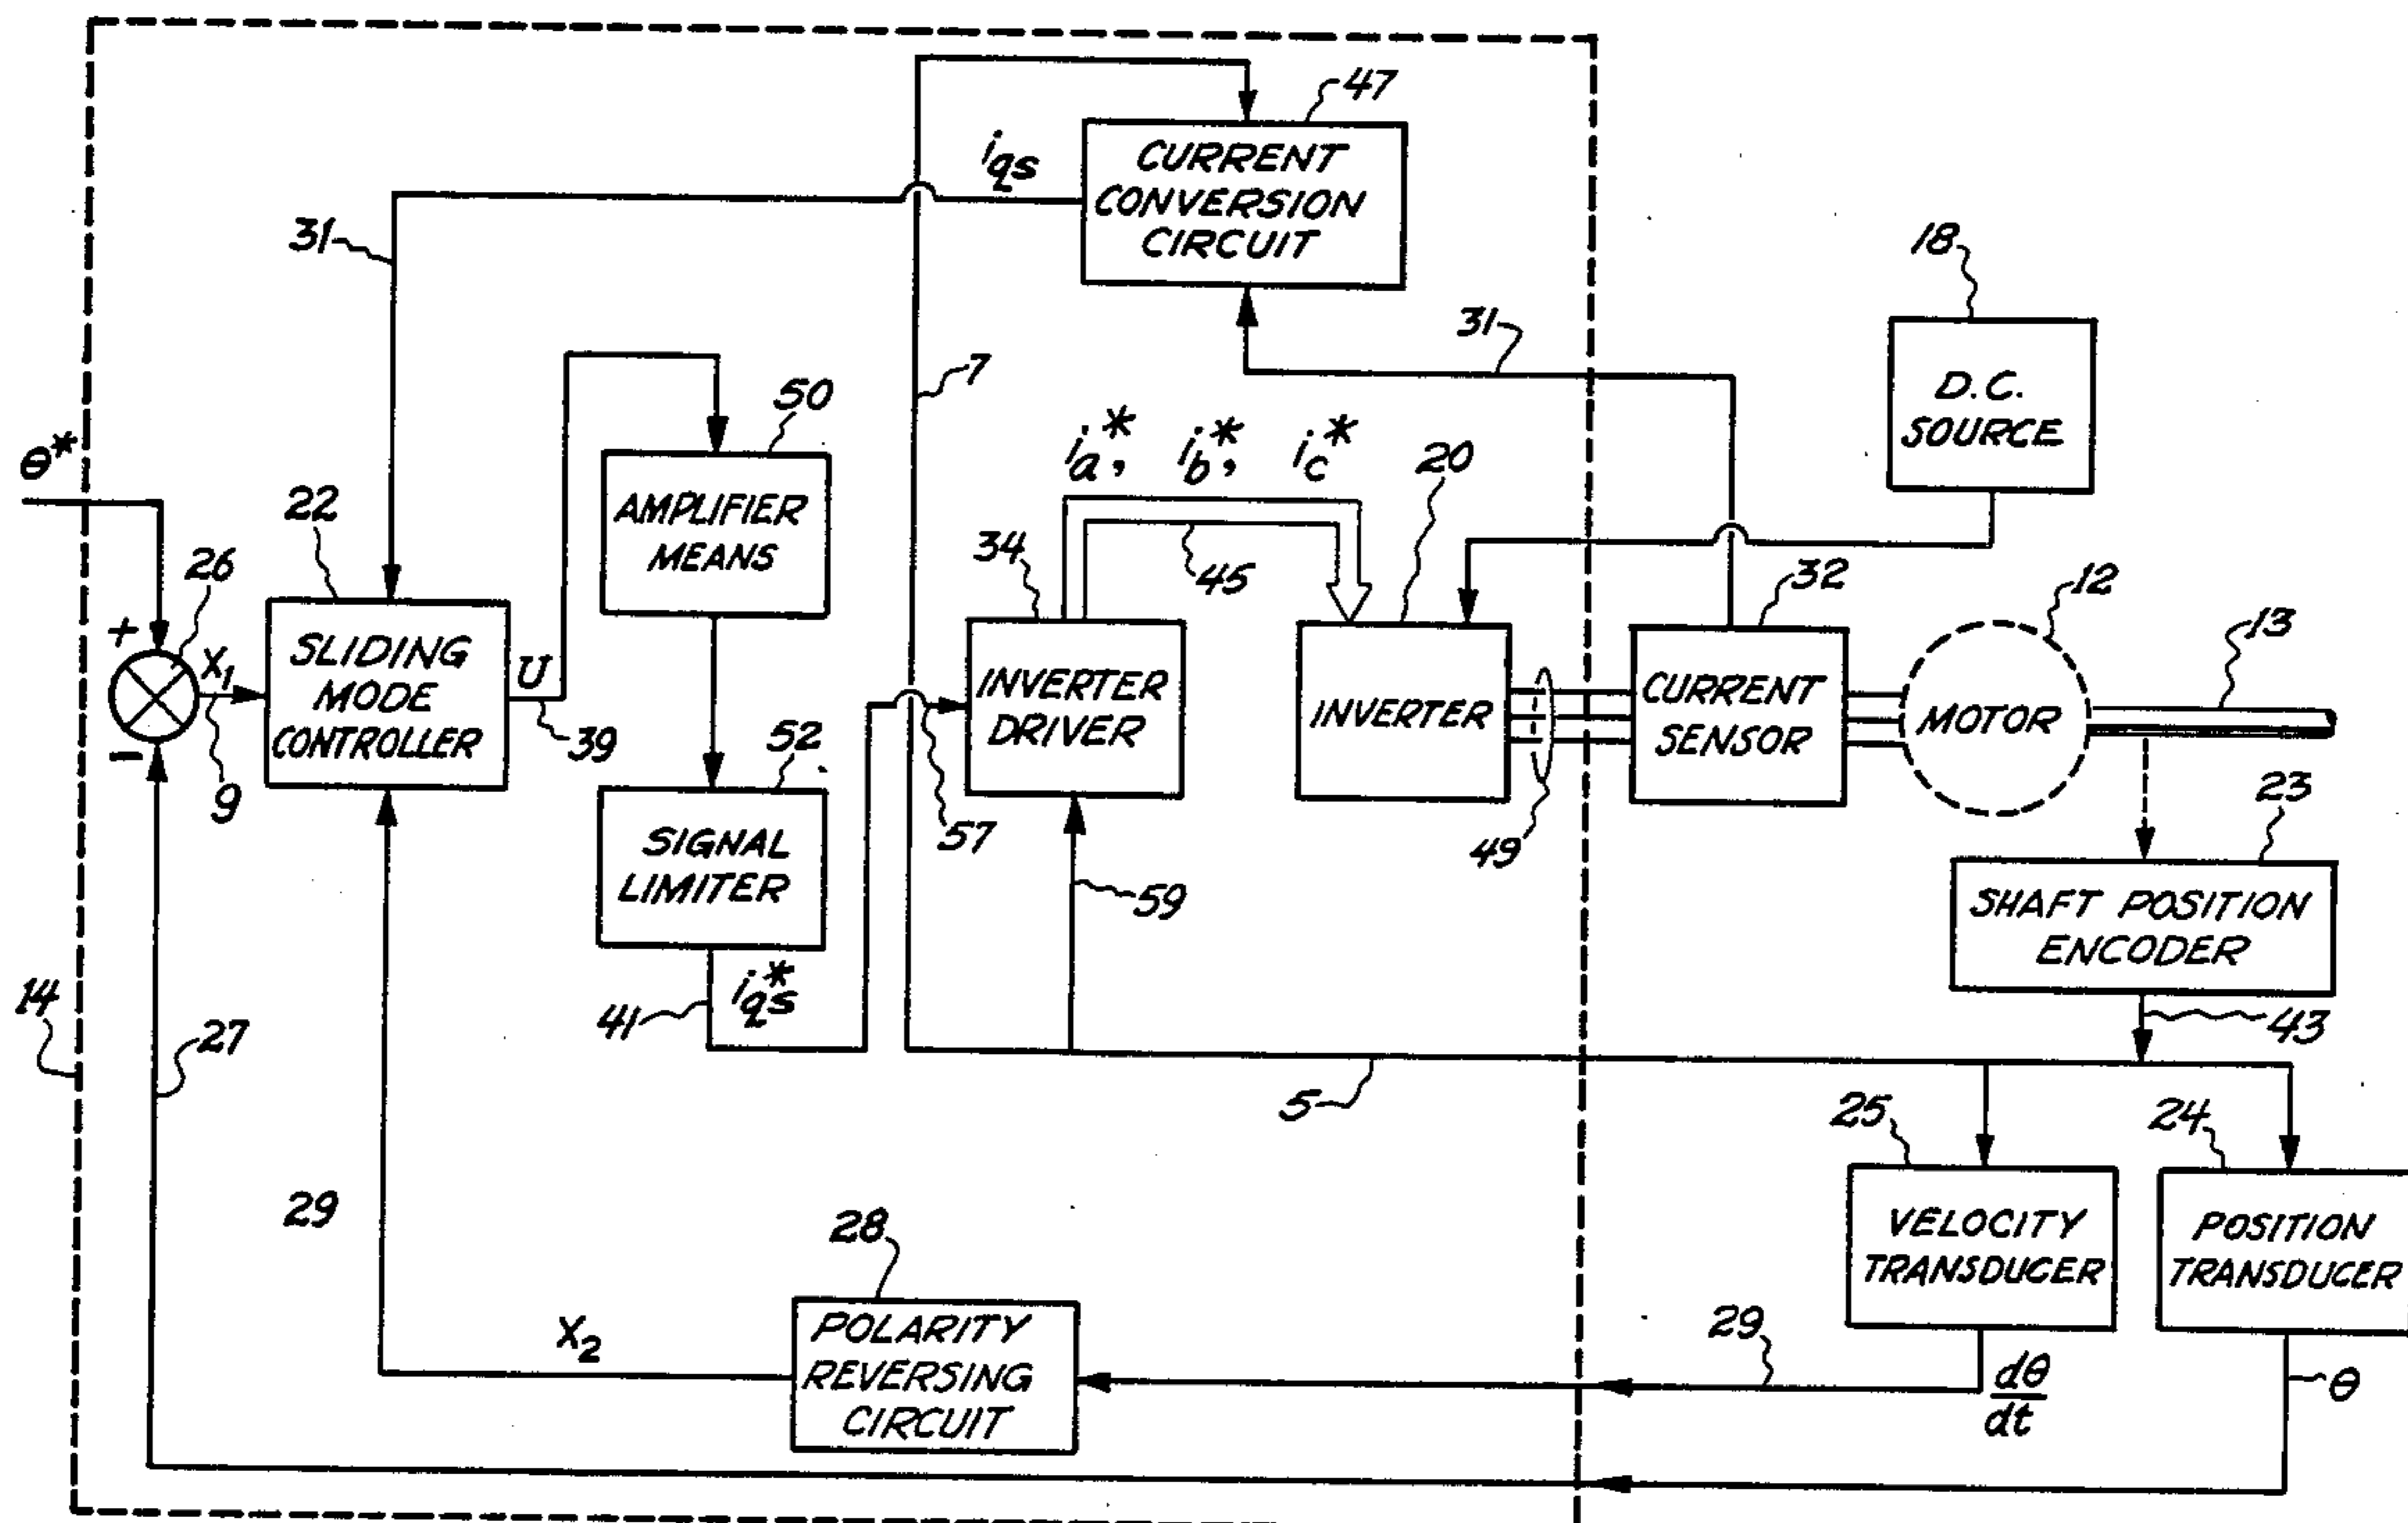 47
CURRENT
CONVERSION
CIRCUIT
iqs
31
18
D.C.
SOURCE
31
7
50
AMPLIFIER
MEANS
ia*, ib*, ic*
20
θ*
22
26
+
X1
−
9
SLIDING
MODE
CONTROLLER
U
39
34
45
INVERTER
DRIVER
INVERTER
32
CURRENT
SENSOR
12
MOTOR
13
52
SIGNAL
LIMITER
57
49
59
23
SHAFT POSITION
ENCODER
14
27
41
iqs*
43
5
25
24
VELOCITY
TRANSDUCER
POSITION
TRANSDUCER
29
28
POLARITY
REVERSING
CIRCUIT
X2
29
dθ
dt
θ